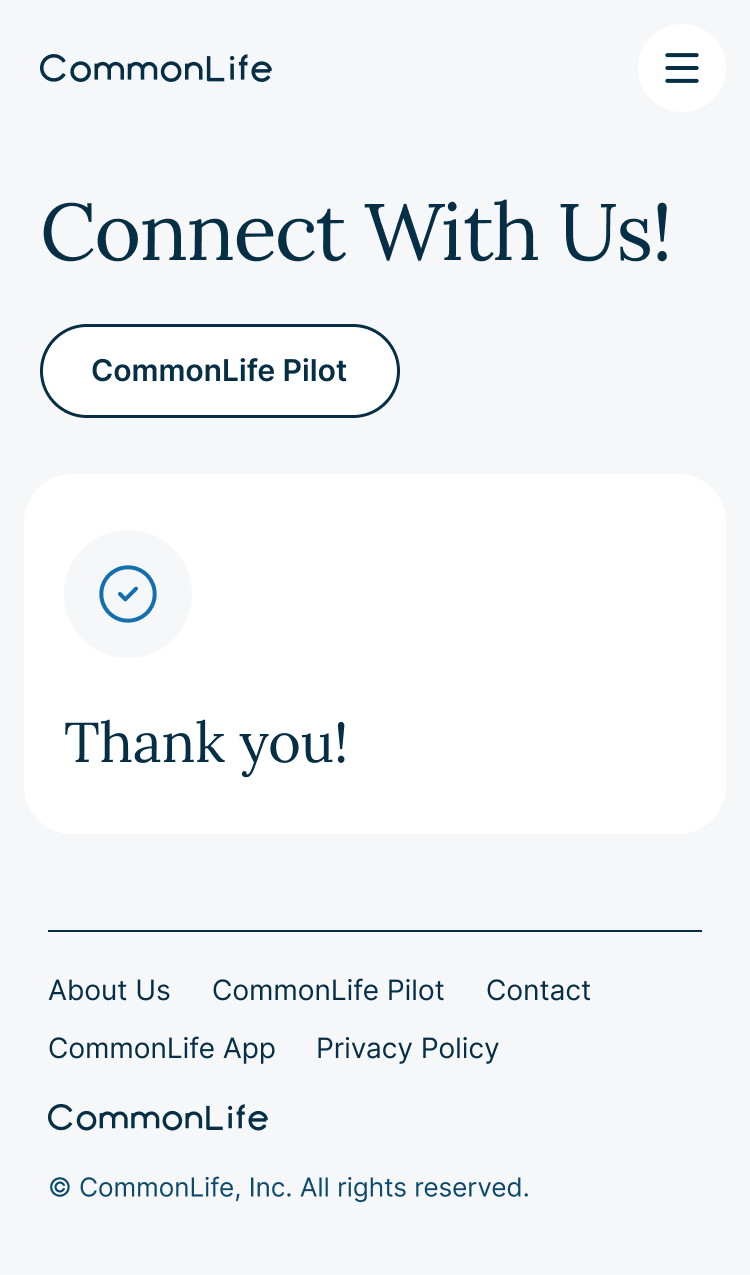 CommonLife
Connect With Us!
CommonLife Pilot
Thank you!
About Us CommonLife Pilot Contact
CommonLife App Privacy Policy
CommonLife
© CommonLife, Inc. All rights reserved.